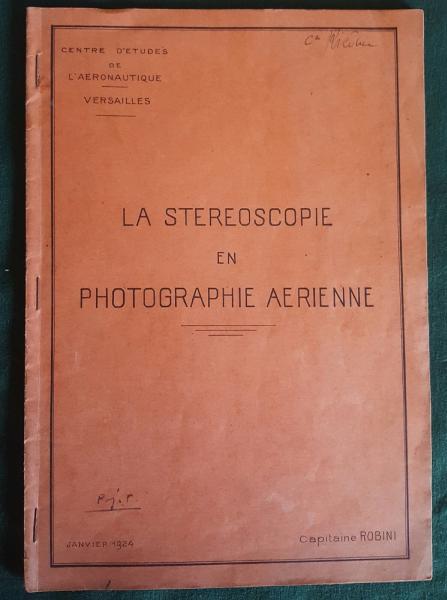 CENTRE D'ETUDES
DE
L'AERONAUTIQUE
VERSAILLES
LA STEREOSCOPIE
EN
PHOTOGRAPHIE AERIENNE
JANVIER 1924
Capitaine ROBINI